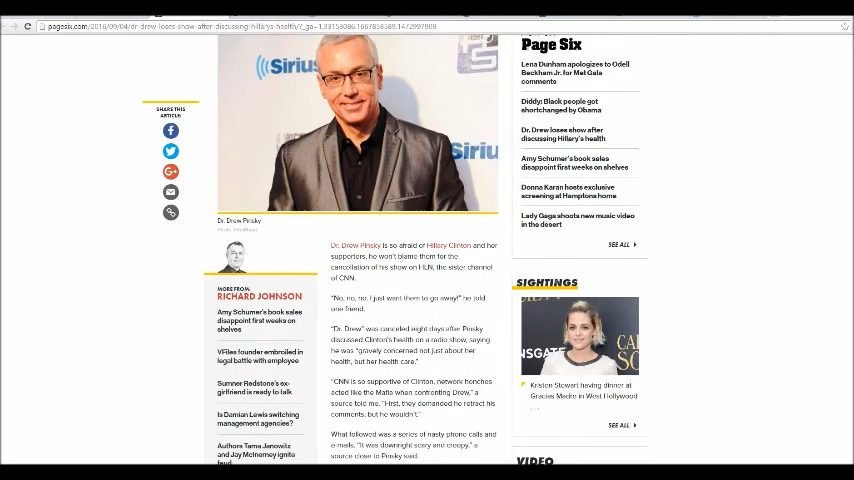 pagesix.com/2016/09/04/dr-drew-loses-show-after-discussing-hillarys-health/?_ga=1.33153086.1667858589.1472997909
SHARE THIS
ARTICLE:
Sirius
Siriu
Dr. Drew Pinsky
Photo: FilmMagic
MORE FROM:
RICHARD JOHNSON
Amy Schumer's book sales
disappoint first weeks on
shelves
VFiles founder embroiled in
legal battle with employee
Sumner Redstone's ex-
girlfriend is ready to talk
Is Damian Lewis switching
management agencies?
Authors Tama Janowitz
and Jay McInerney ignite
feud
Dr. Drew Pinsky is so afraid of Hillary Clinton and her
supporters, he won't blame them for the
cancellation of his show on HLN, the sister channel
of CNN.
"No, no, no, I just want them to go away!" he told
one friend.
"Dr. Drew" was canceled eight days after Pinsky
discussed Clinton's health on a radio show, saying
he was "gravely concerned not just about her
health, but her health care."
"CNN is so supportive of Clinton, network honchos
acted like the Mafia when confronting Drew," a
source told me. "First, they demanded he retract his
comments, but he wouldn't."
What followed was a series of nasty phone calls and
e-mails. "It was downright scary and creepy," a
source close to Pinsky said.
Page Six
Lena Dunham apologizes to Odell
Beckham Jr. for Met Gala
comments
Diddy: Black people got
shortchanged by Obama
Dr. Drew loses show after
discussing Hillary's health
Amy Schumer's book sales
disappoint first weeks on shelves
Donna Karan hosts exclusive
screening at Hamptons home
Lady Gaga shoots new music video
in the desert
SEE ALL
SIGHTINGS
Kristen Stewart having dinner at
Gracias Madre in West Hollywood
. . .
SEE ALL
VIDEO